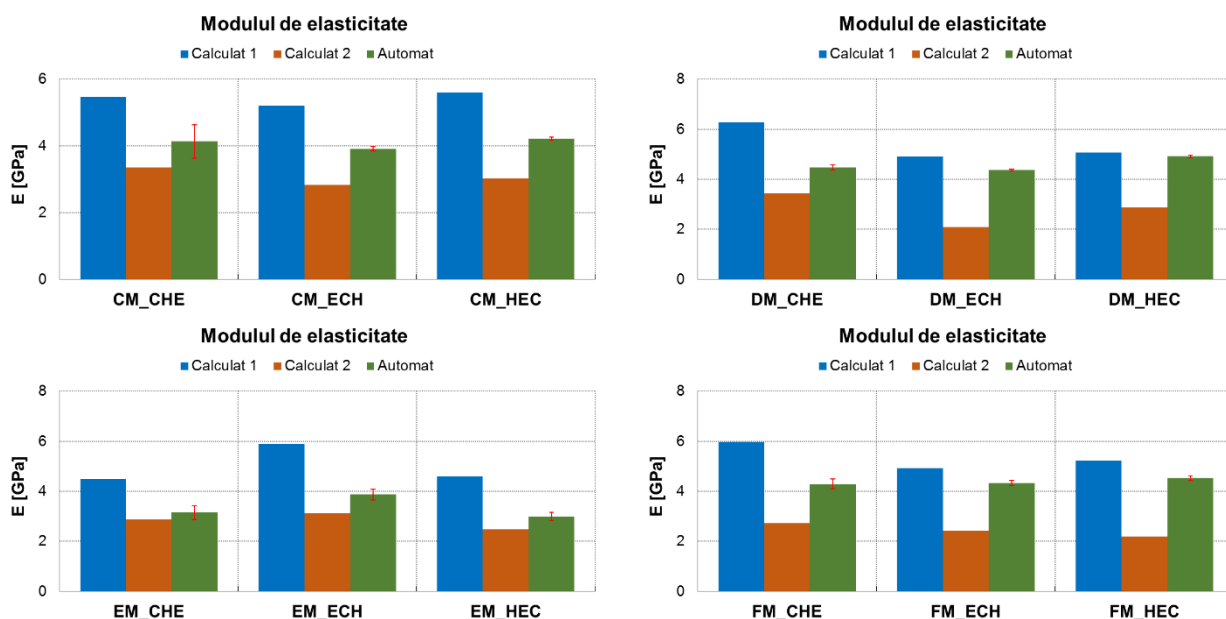 Modulul de elasticitate
Calculat 1 Calculat 2 Automat
6
4
2
0
E [GPa]
CM_CHE CM_ECH CM_HEC
Modulul de elasticitate
Calculat 1 Calculat 2 Automat
8
6
4
2
0
E [GPa]
DM_CHE DM_ECH DM_HEC
Modulul de elasticitate
Calculat 1 Calculat 2 Automat
8
6
4
2
0
E [GPa]
EM_CHE EM_ECH EM_HEC
Modulul de elasticitate
Calculat 1 Calculat 2 Automat
8
6
4
2
0
E [GPa]
FM_CHE FM_ECH FM_HEC